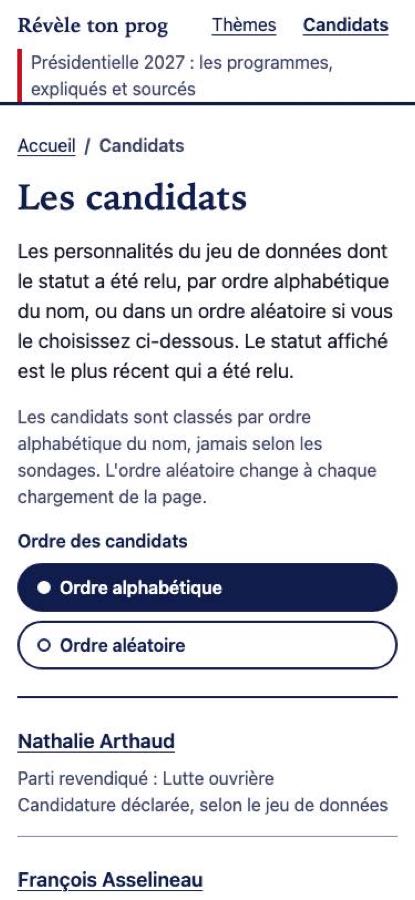 Révèle ton prog
Thèmes
Candidats
Présidentielle 2027 : les programmes,
expliqués et sourcés
Accueil / Candidats
Les candidats
Les personnalités du jeu de données dont
le statut a été relu, par ordre alphabétique
du nom, ou dans un ordre aléatoire si vous
le choisissez ci-dessous. Le statut affiché
est le plus récent qui a été relu.
Les candidats sont classés par ordre
alphabétique du nom, jamais selon les
sondages. L'ordre aléatoire change à chaque
chargement de la page.
Ordre des candidats
Ordre alphabétique
Ordre aléatoire
Nathalie Arthaud
Parti revendiqué : Lutte ouvrière
Candidature déclarée, selon le jeu de données
François Asselineau